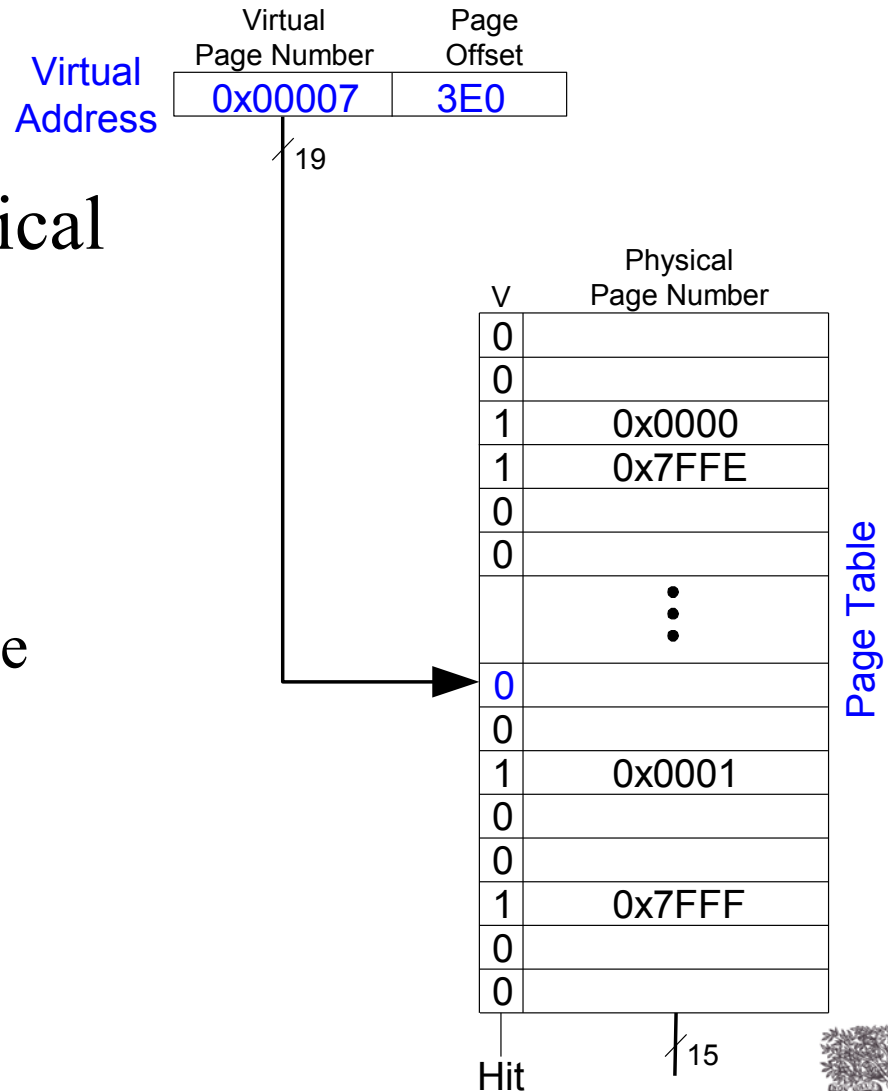 Virtual
Page Number
Page
Offset
Virtual
Address
0x00007
3E0
19
ical
Physical
Page Number
V
0
0
1 0x0000
1 0x7FFE
0
0
e
0
0
1 0x0001
0
0
1 0x7FFF
0
0
Page Table
Hit
15